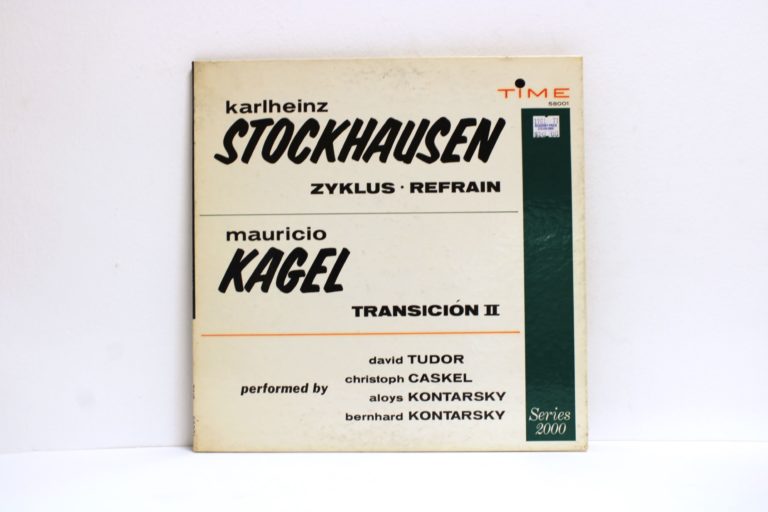 TIME
58001
karlheinz
STOCKHAUSEN
ZYKLUS · REFRAIN
mauricio
KAGEL
TRANSICIÓN II
performed by
david TUDOR
christoph CASKEL
aloys KONTARSKY
bernhard KONTARSKY
Series
2000